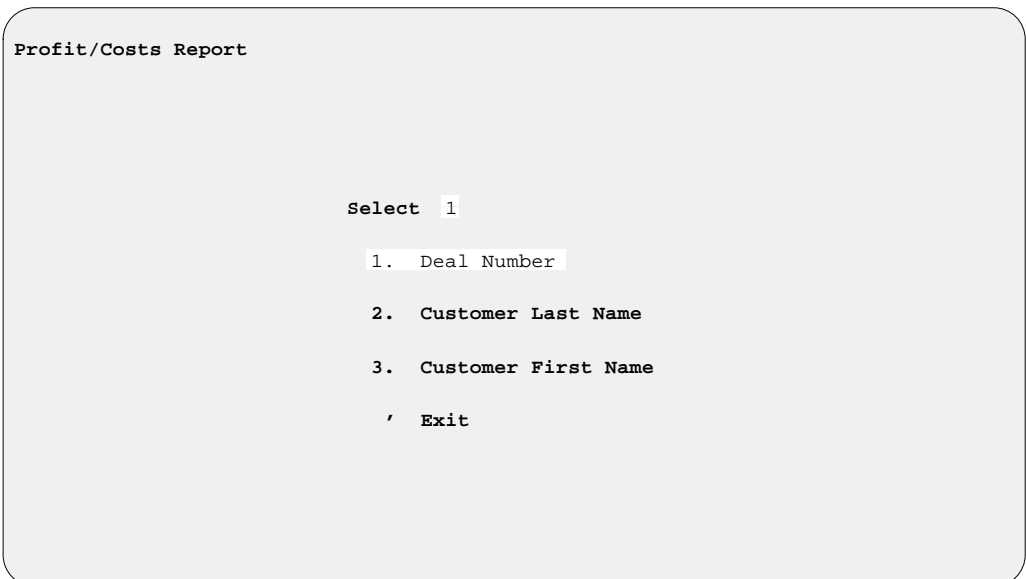 Profit/Costs Report
Select 1
1. Deal Number
2. Customer Last Name
3. Customer First Name
′ Exit